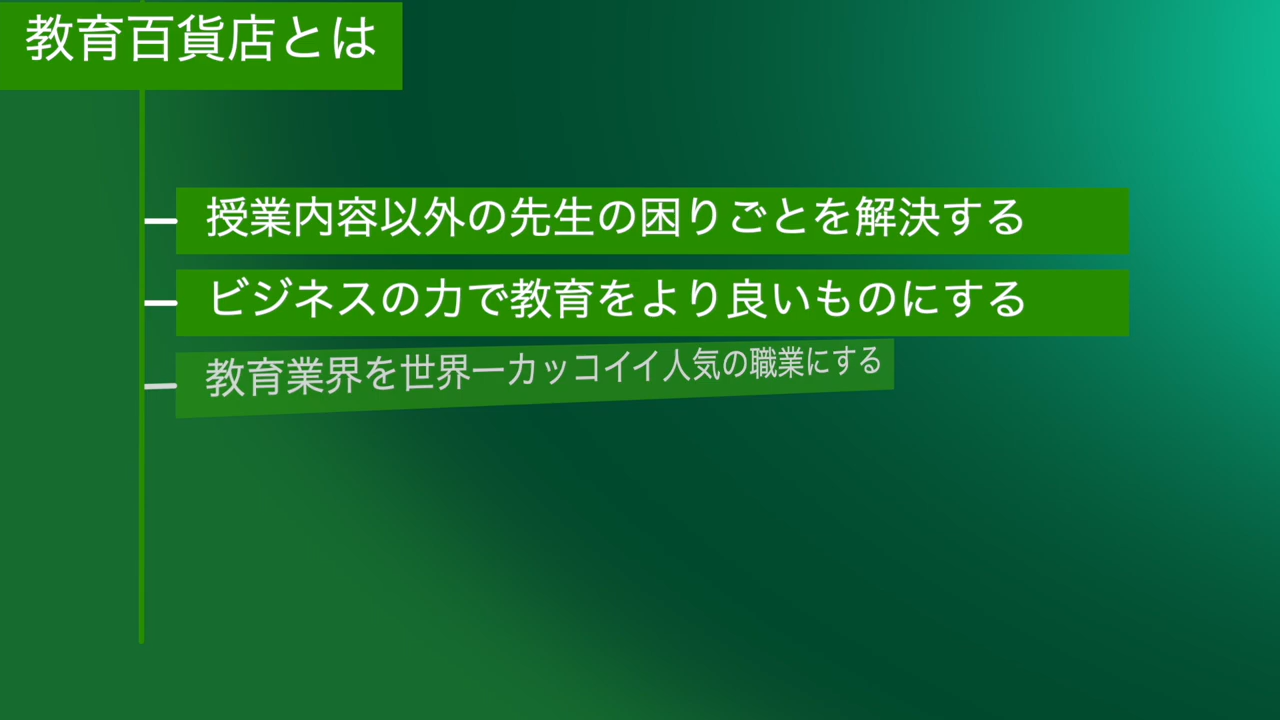 教育百貨店とは
授業内容以外の先生の困りごとを解決する
ビジネスの力で教育をより良いものにする
教育業界を世界一カッコイイ人気の職業にする